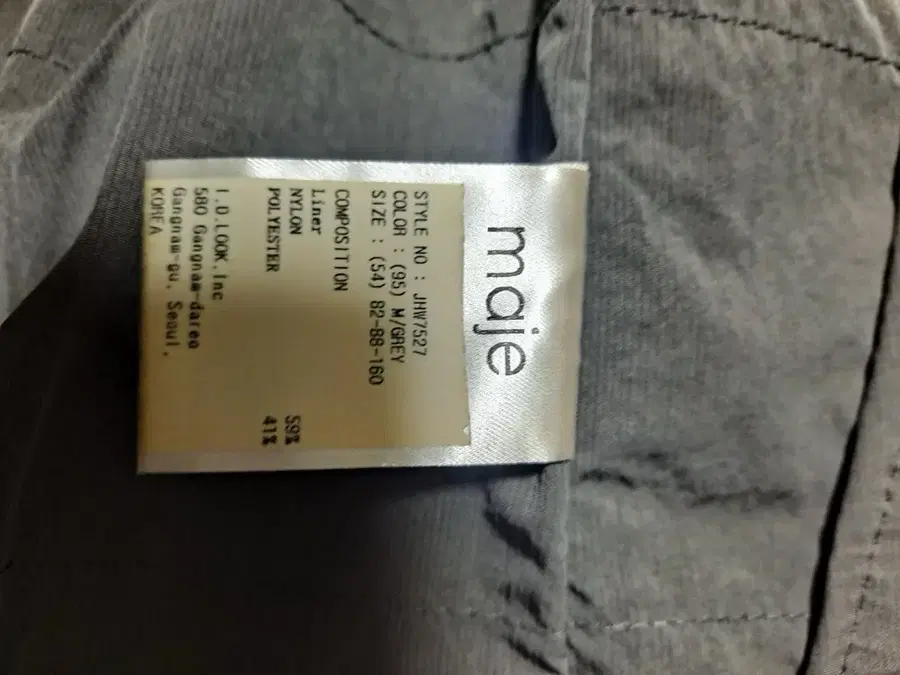 maje
STYLE NO : JHW7527
COLOR : (95) M/GREY
SIZE : (54) 82-88-160
COMPOSITION
Liner
NYLON 59%
POLYESTER 41%
I.D.LOOK.Inc
580 Gangnam-daero
Gangnam-gu, Seoul,
KOREA